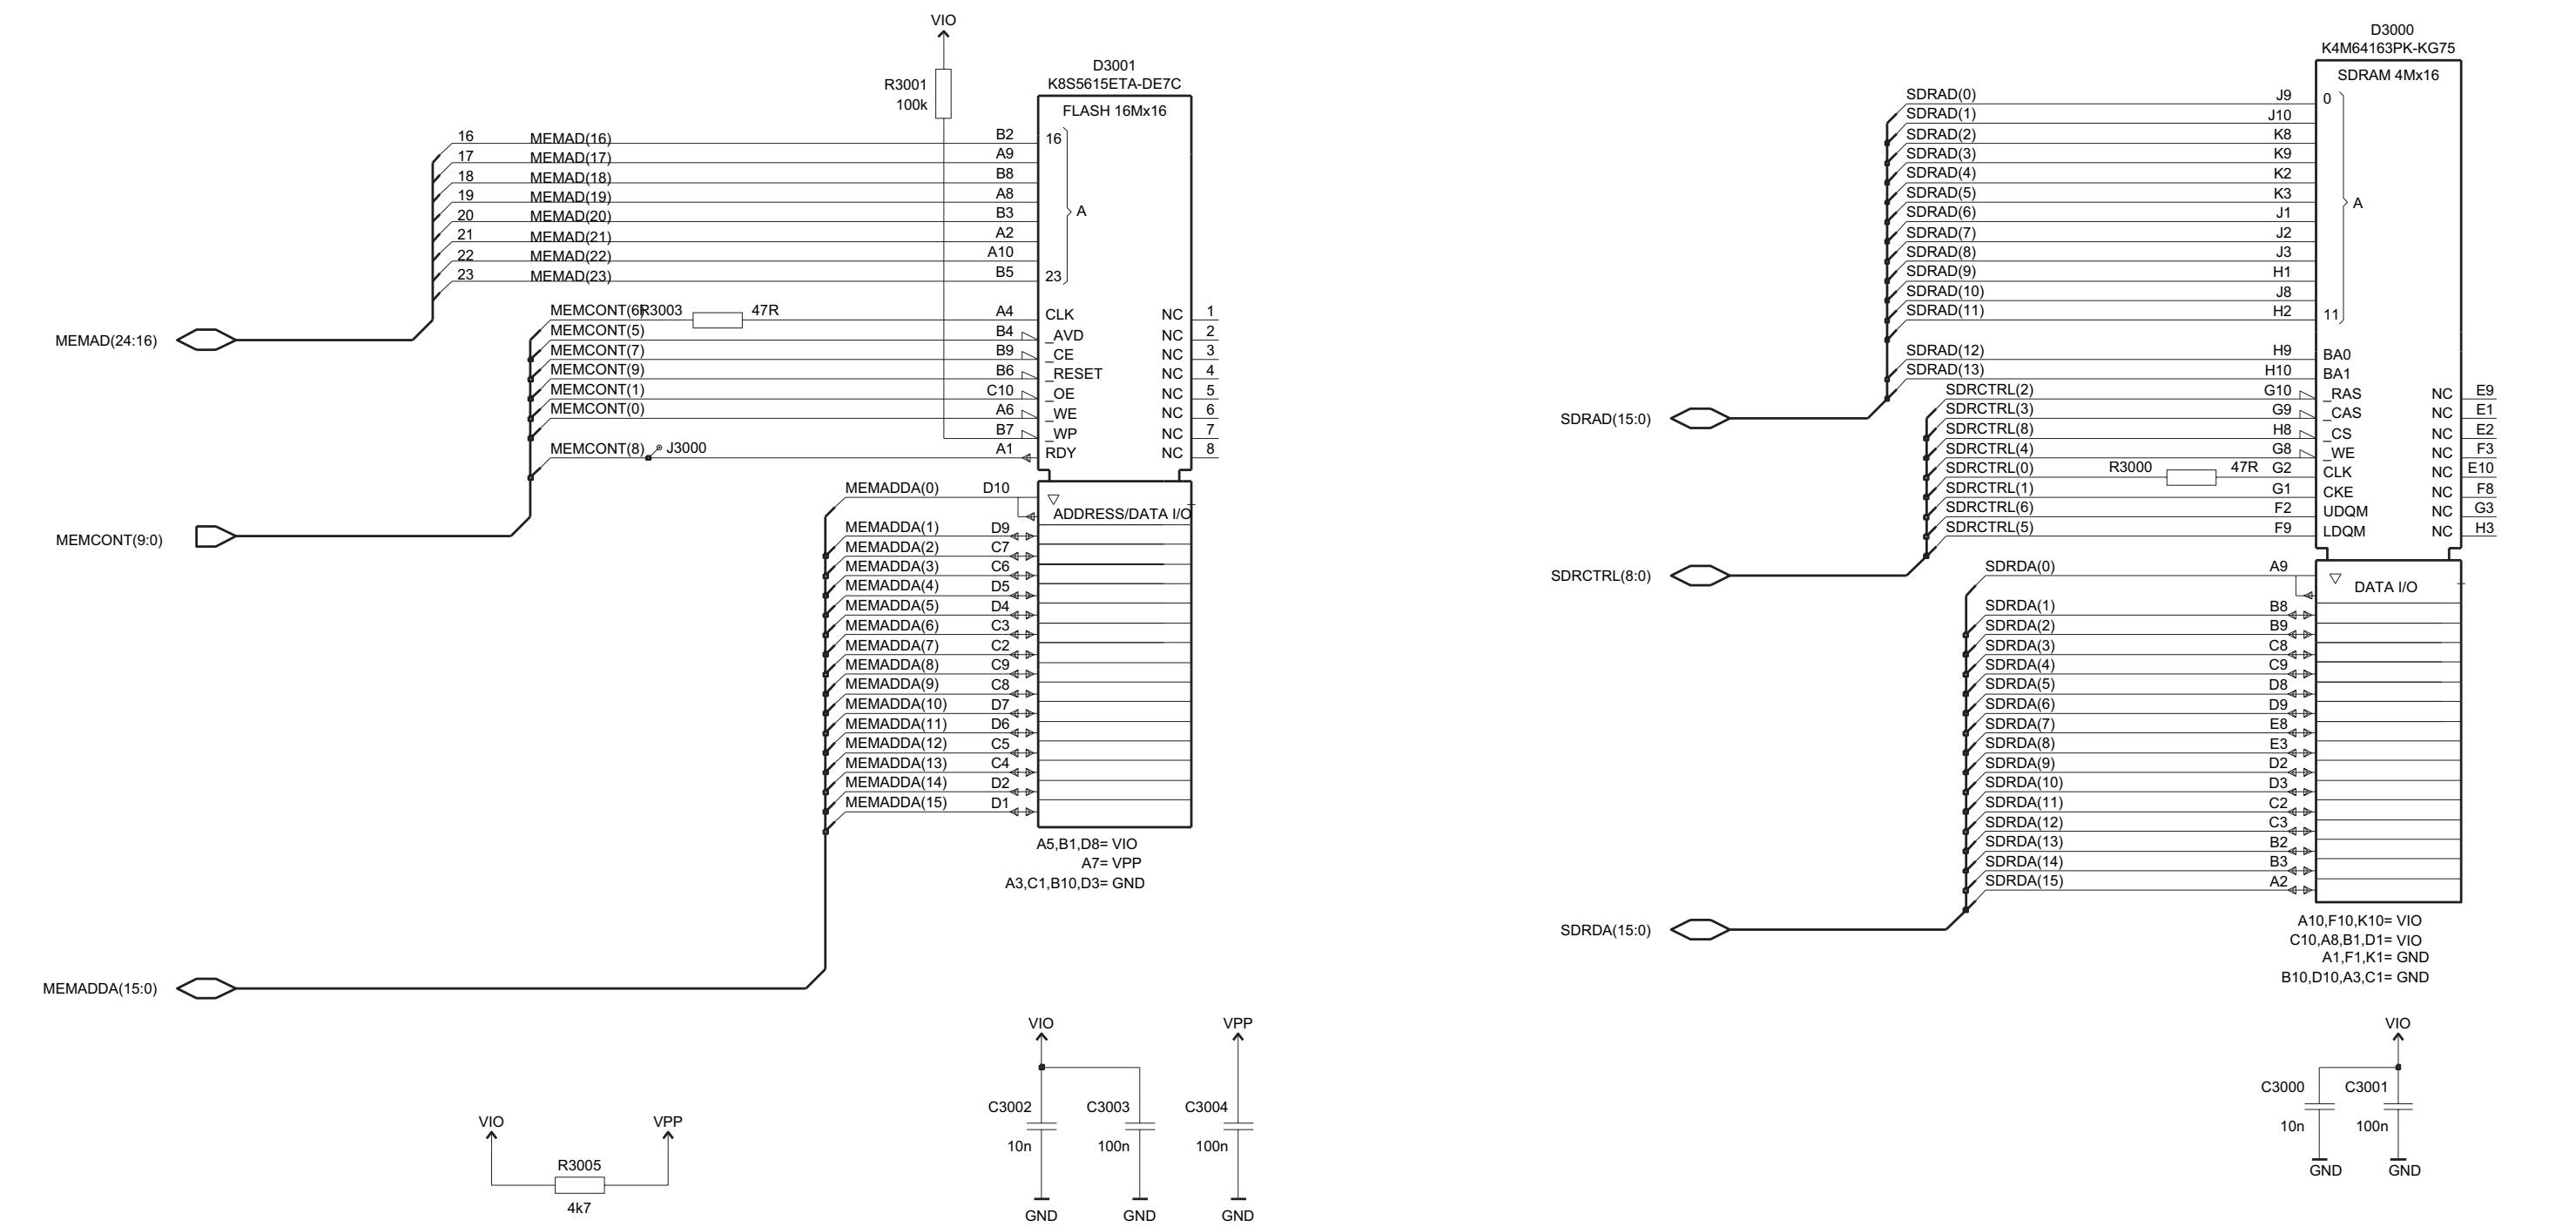 VIO
R3001
100k
D3001
K8S5615ETA-DE7C
FLASH 16Mx16
16 MEMAD(16) B2 16
17 MEMAD(17) A9
18 MEMAD(18) B8
19 MEMAD(19) A8
20 MEMAD(20) B3 A
21 MEMAD(21) A2
22 MEMAD(22) A10
23 MEMAD(23) B5 23
MEMCONT(6) R3003 47R A4 CLK NC 1
MEMCONT(5) B4 _AVD NC 2
MEMAD(24:16)
MEMCONT(7) B9 _CE NC 3
MEMCONT(9) B6 _RESET NC 4
MEMCONT(1) C10 _OE NC 5
MEMCONT(0) A6 _WE NC 6
B7 _WP NC 7
MEMCONT(8) J3000 A1 RDY NC 8
MEMCONT(9:0)
MEMADDA(0) D10
ADDRESS/DATA I/O
MEMADDA(1) D9
MEMADDA(2) C7
MEMADDA(3) C6
MEMADDA(4) D5
MEMADDA(5) D4
MEMADDA(6) C3
MEMADDA(7) C2
MEMADDA(8) C9
MEMADDA(9) C8
MEMADDA(10) D7
MEMADDA(11) D6
MEMADDA(12) C5
MEMADDA(13) C4
MEMADDA(14) D2
MEMADDA(15) D1
A5,B1,D8= VIO
A7= VPP
A3,C1,B10,D3= GND
MEMADDA(15:0)
VIO VPP
C3002 C3003 C3004
10n 100n 100n
GND GND GND
VIO VPP
R3005
4k7
D3000
K4M64163PK-KG75
SDRAM 4Mx16
SDRAD(0) J9 0
SDRAD(1) J10
SDRAD(2) K8
SDRAD(3) K9
SDRAD(4) K2
SDRAD(5) K3 A
SDRAD(6) J1
SDRAD(7) J2
SDRAD(8) J3
SDRAD(9) H1
SDRAD(10) J8
SDRAD(11) H2 11
SDRAD(12) H9 BA0
SDRAD(13) H10 BA1
SDRCTRL(2) G10 _RAS NC E9
SDRCTRL(3) G9 _CAS NC E1
SDRAD(15:0)
SDRCTRL(8) H8 _CS NC E2
SDRCTRL(4) G8 _WE NC F3
SDRCTRL(0) R3000 47R G2 CLK NC E10
SDRCTRL(1) G1 CKE NC F8
SDRCTRL(6) F2 UDQM NC G3
SDRCTRL(5) F9 LDQM NC H3
SDRCTRL(8:0)
SDRDA(0) A9
DATA I/O
SDRDA(1) B8
SDRDA(2) B9
SDRDA(3) C8
SDRDA(4) C9
SDRDA(5) D8
SDRDA(6) D9
SDRDA(7) E8
SDRDA(8) E3
SDRDA(9) D2
SDRDA(10) D3
SDRDA(11) C2
SDRDA(12) C3
SDRDA(13) B2
SDRDA(14) B3
SDRDA(15) A2
SDRDA(15:0)
A10,F10,K10= VIO
C10,A8,B1,D1= VIO
A1,F1,K1= GND
B10,D10,A3,C1= GND
VIO
C3000 C3001
10n 100n
GND GND